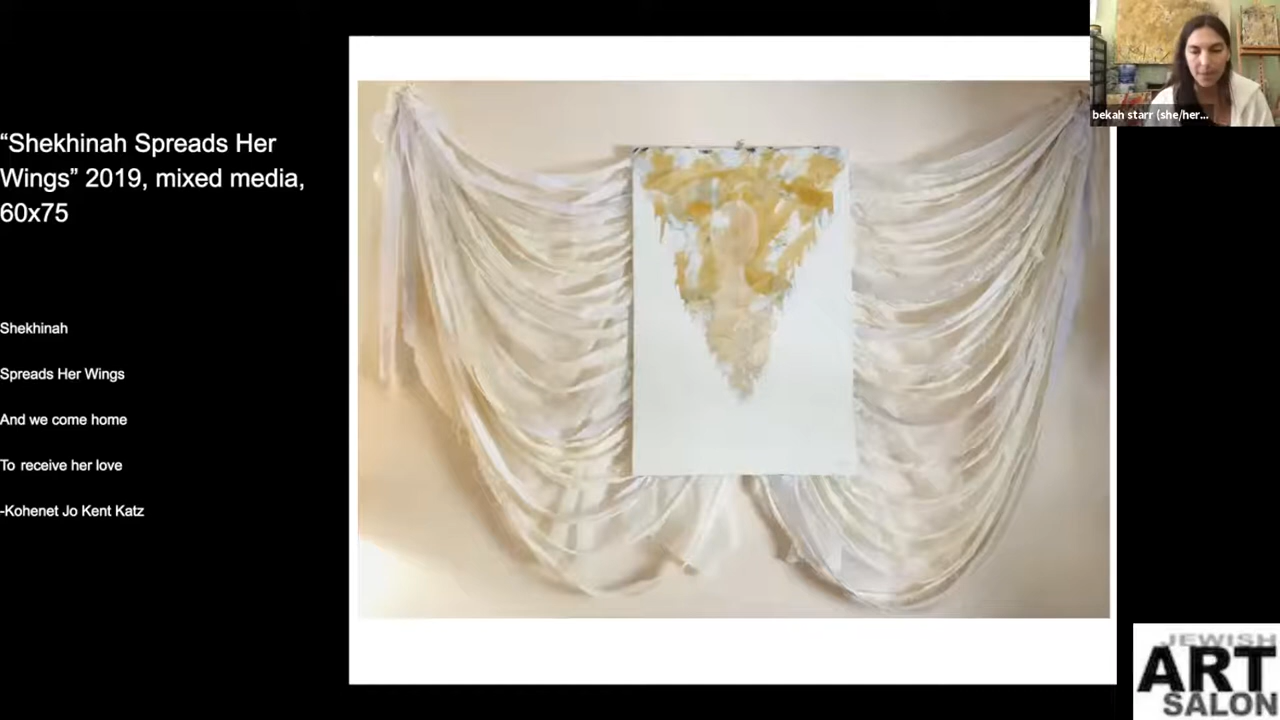 “Shekhinah Spreads Her
Wings” 2019, mixed media,
60x75
Shekhinah
Spreads Her Wings
And we come home
To receive her love
-Kohenet Jo Kent Katz
bekah starr (she/her...
JEWISH
ART
SALON